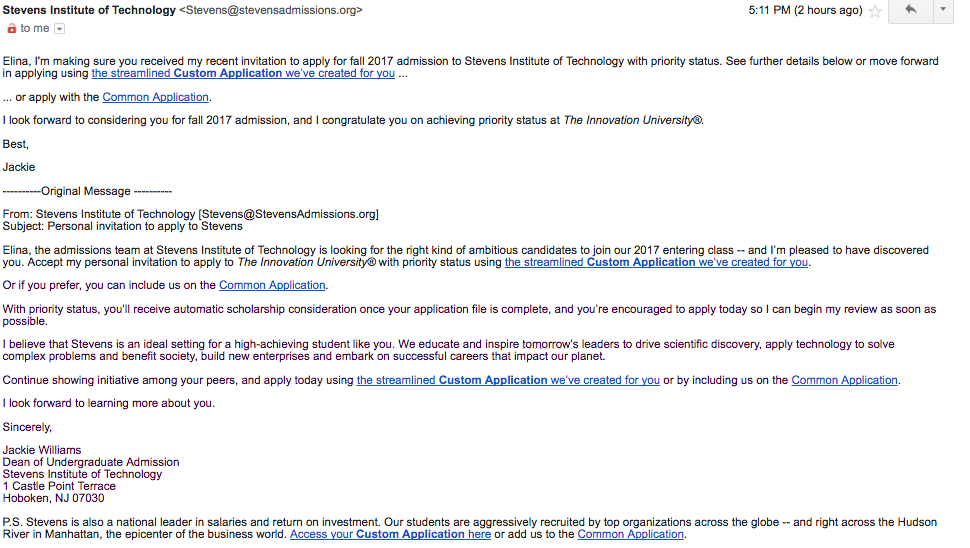 Stevens Institute of Technology <Stevens@stevensadmissions.org> 5:11 PM (2 hours ago)
to me
Elina, I'm making sure you received my recent invitation to apply for fall 2017 admission to Stevens Institute of Technology with priority status. See further details below or move forward
in applying using the streamlined Custom Application we've created for you ...
... or apply with the Common Application.
I look forward to considering you for fall 2017 admission, and I congratulate you on achieving priority status at The Innovation University®.
Best,
Jackie
----------Original Message ----------
From: Stevens Institute of Technology [Stevens@StevensAdmissions.org]
Subject: Personal invitation to apply to Stevens
Elina, the admissions team at Stevens Institute of Technology is looking for the right kind of ambitious candidates to join our 2017 entering class -- and I'm pleased to have discovered
you. Accept my personal invitation to apply to The Innovation University® with priority status using the streamlined Custom Application we've created for you.
Or if you prefer, you can include us on the Common Application.
With priority status, you'll receive automatic scholarship consideration once your application file is complete, and you're encouraged to apply today so I can begin my review as soon as
possible.
I believe that Stevens is an ideal setting for a high-achieving student like you. We educate and inspire tomorrow's leaders to drive scientific discovery, apply technology to solve
complex problems and benefit society, build new enterprises and embark on successful careers that impact our planet.
Continue showing initiative among your peers, and apply today using the streamlined Custom Application we've created for you or by including us on the Common Application.
I look forward to learning more about you.
Sincerely,
Jackie Williams
Dean of Undergraduate Admission
Stevens Institute of Technology
1 Castle Point Terrace
Hoboken, NJ 07030
P.S. Stevens is also a national leader in salaries and return on investment. Our students are aggressively recruited by top organizations across the globe -- and right across the Hudson
River in Manhattan, the epicenter of the business world. Access your Custom Application here or add us to the Common Application.